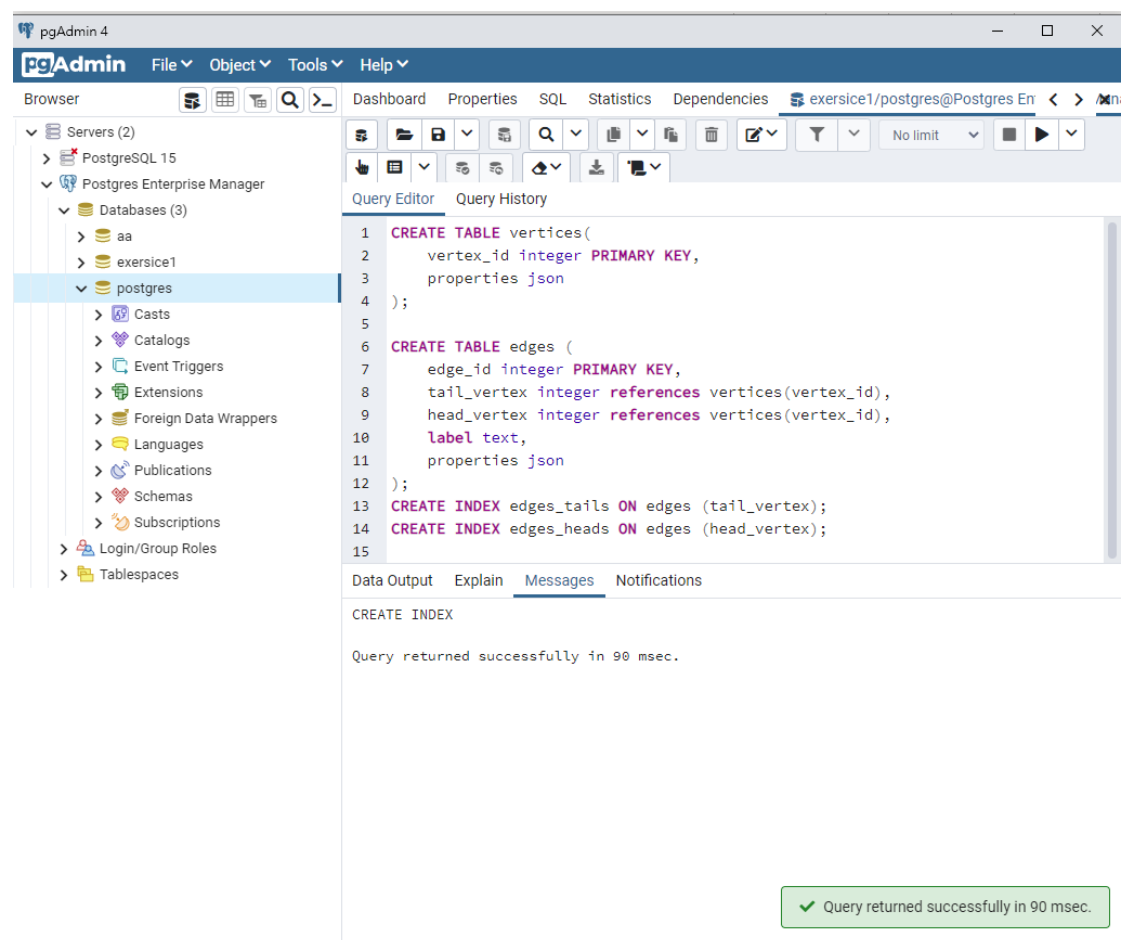 pgAdmin 4
pgAdmin File Object Tools Help
Browser
Dashboard Properties SQL Statistics Dependencies exersice1/postgres@Postgres En
Servers (2)
PostgreSQL 15
Postgres Enterprise Manager
Databases (3)
aa
exersice1
postgres
Casts
Catalogs
Event Triggers
Extensions
Foreign Data Wrappers
Languages
Publications
Schemas
Subscriptions
Login/Group Roles
Tablespaces
No limit
Query Editor Query History
1 CREATE TABLE vertices(
2 vertex_id integer PRIMARY KEY,
3 properties json
4 );
5
6 CREATE TABLE edges (
7 edge_id integer PRIMARY KEY,
8 tail_vertex integer references vertices(vertex_id),
9 head_vertex integer references vertices(vertex_id),
10 label text,
11 properties json
12 );
13 CREATE INDEX edges_tails ON edges (tail_vertex);
14 CREATE INDEX edges_heads ON edges (head_vertex);
15
Data Output Explain Messages Notifications
CREATE INDEX
Query returned successfully in 90 msec.
Query returned successfully in 90 msec.